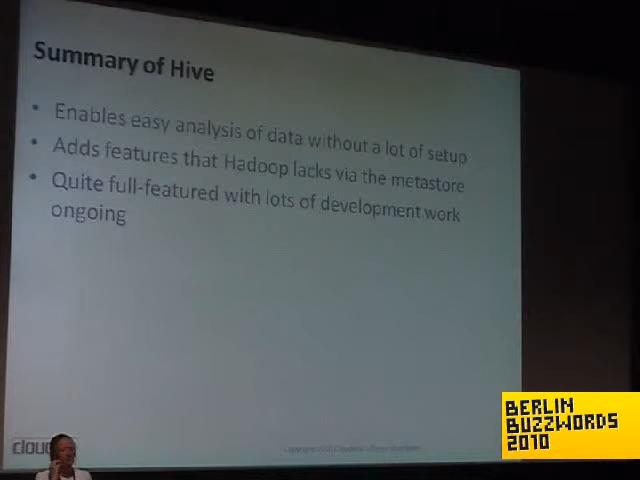 Summary of Hive
• Enables easy analysis of data without a lot of setup
• Adds features that Hadoop lacks via the metastore
• Quite full-featured with lots of development work
ongoing
clou
BERLIN
BUZZWORDS
2010